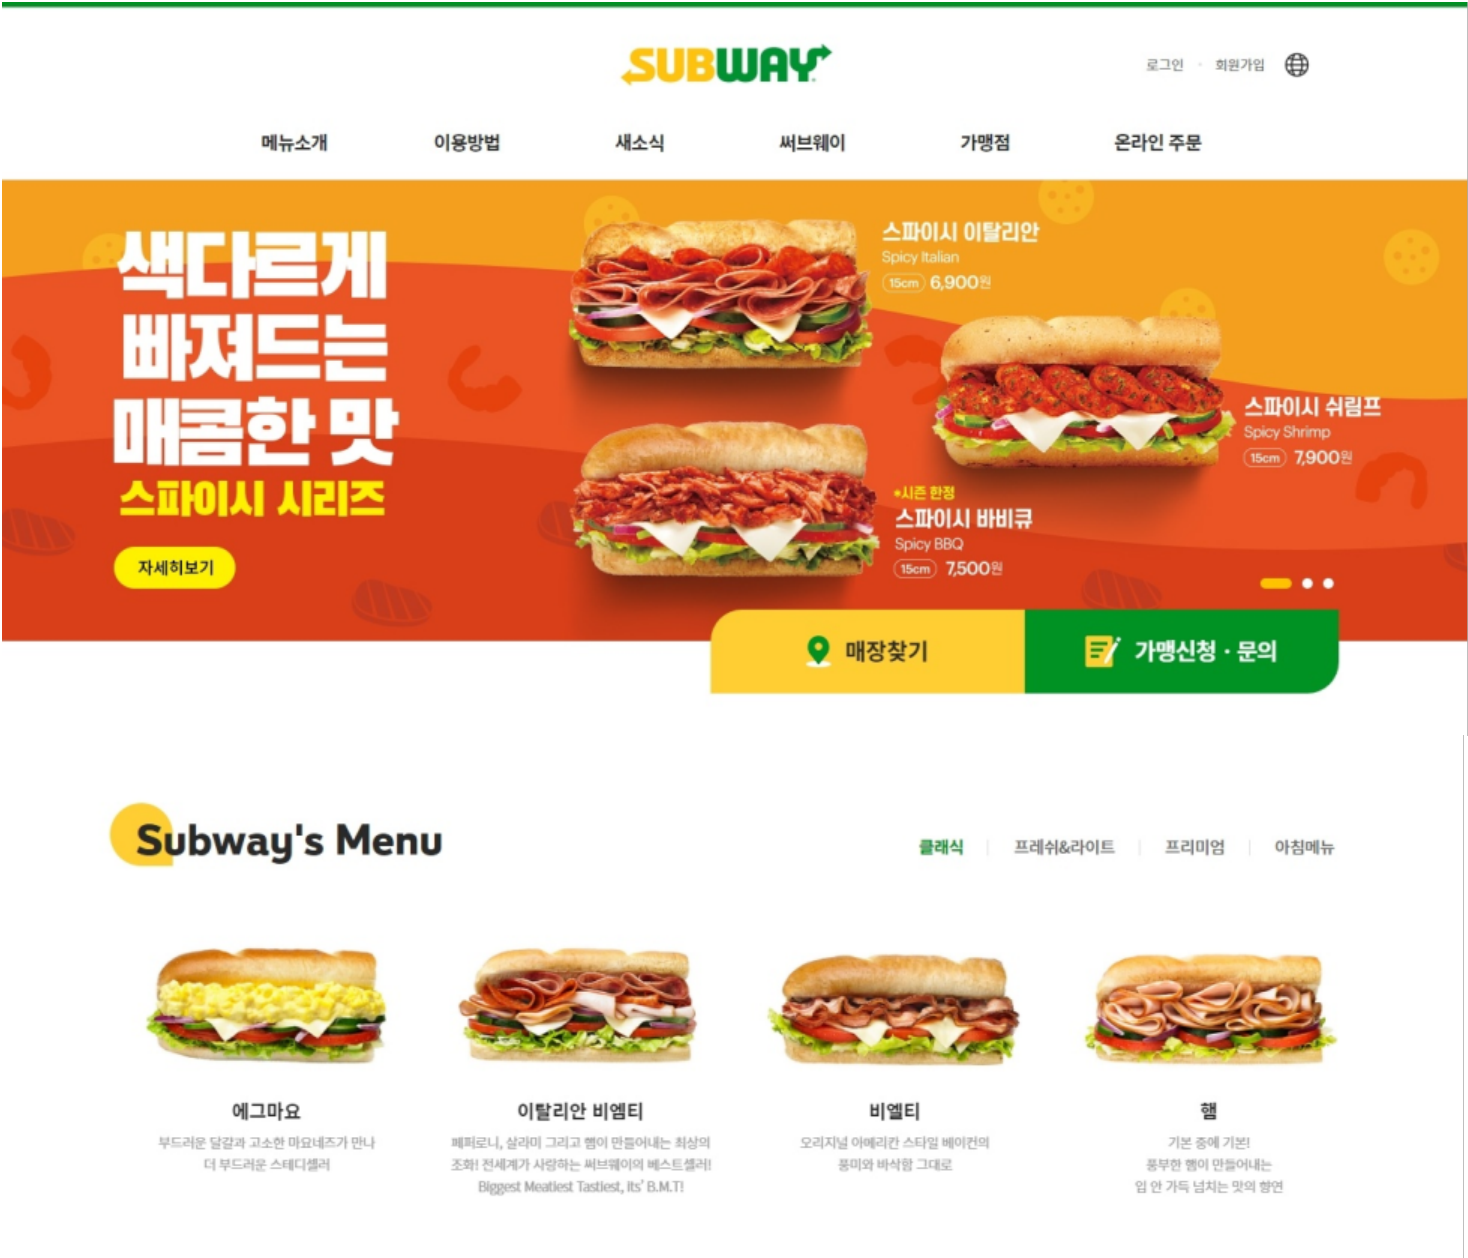 SUBWAY
로그인 · 회원가입
메뉴소개 이용방법 새소식 써브웨이 가맹점 온라인 주문
색다르게
빠져드는
매콤한 맛
스파이시 시리즈
자세히보기
스파이시 이탈리안
Spicy Italian
15cm 6,900원
스파이시 쉬림프
Spicy Shrimp
15cm 7,900원
*시즌 한정
스파이시 바비큐
Spicy BBQ
15cm 7,500원
매장찾기
가맹신청 · 문의
Subway's Menu
클래식 프레쉬&라이트 프리미엄 아침메뉴
에그마요
부드러운 달걀과 고소한 마요네즈가 만나
더 부드러운 스테디셀러
이탈리안 비엠티
페퍼로니, 살라미 그리고 햄이 만들어내는 최상의
조화! 전세계가 사랑하는 써브웨이의 베스트셀러!
Biggest Meatiest Tastiest, its' B.M.T!
비엘티
오리지널 아메리칸 스타일 베이컨의
풍미와 바삭함 그대로
햄
기본 중에 기본!
풍부한 햄이 만들어내는
입 안 가득 넘치는 맛의 향연